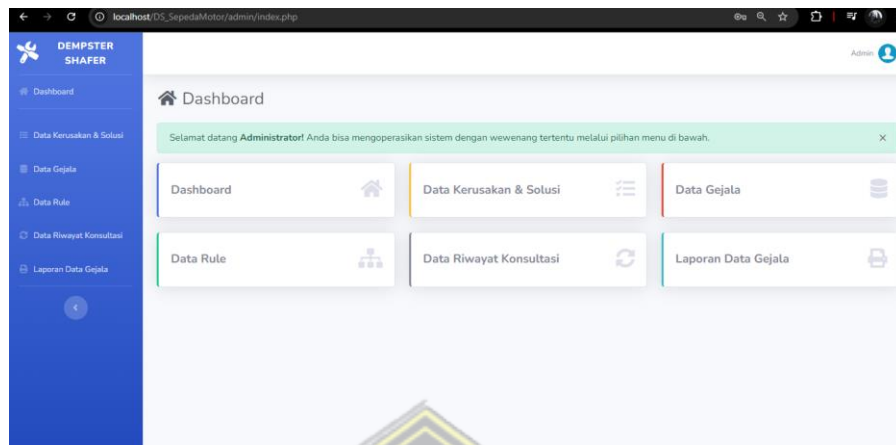 localhost/DS_SepedaMotor/admin/index.php
DEMPSTER
SHAFER
Admin
Dashboard
Data Kerusakan & Solusi
Data Gejala
Data Rule
Data Riwayat Konsultasi
Laporan Data Gejala
Dashboard
Selamat datang Administrator! Anda bisa mengoperasikan sistem dengan wewenang tertentu melalui pilihan menu di bawah.
Dashboard
Data Kerusakan & Solusi
Data Gejala
Data Rule
Data Riwayat Konsultasi
Laporan Data Gejala